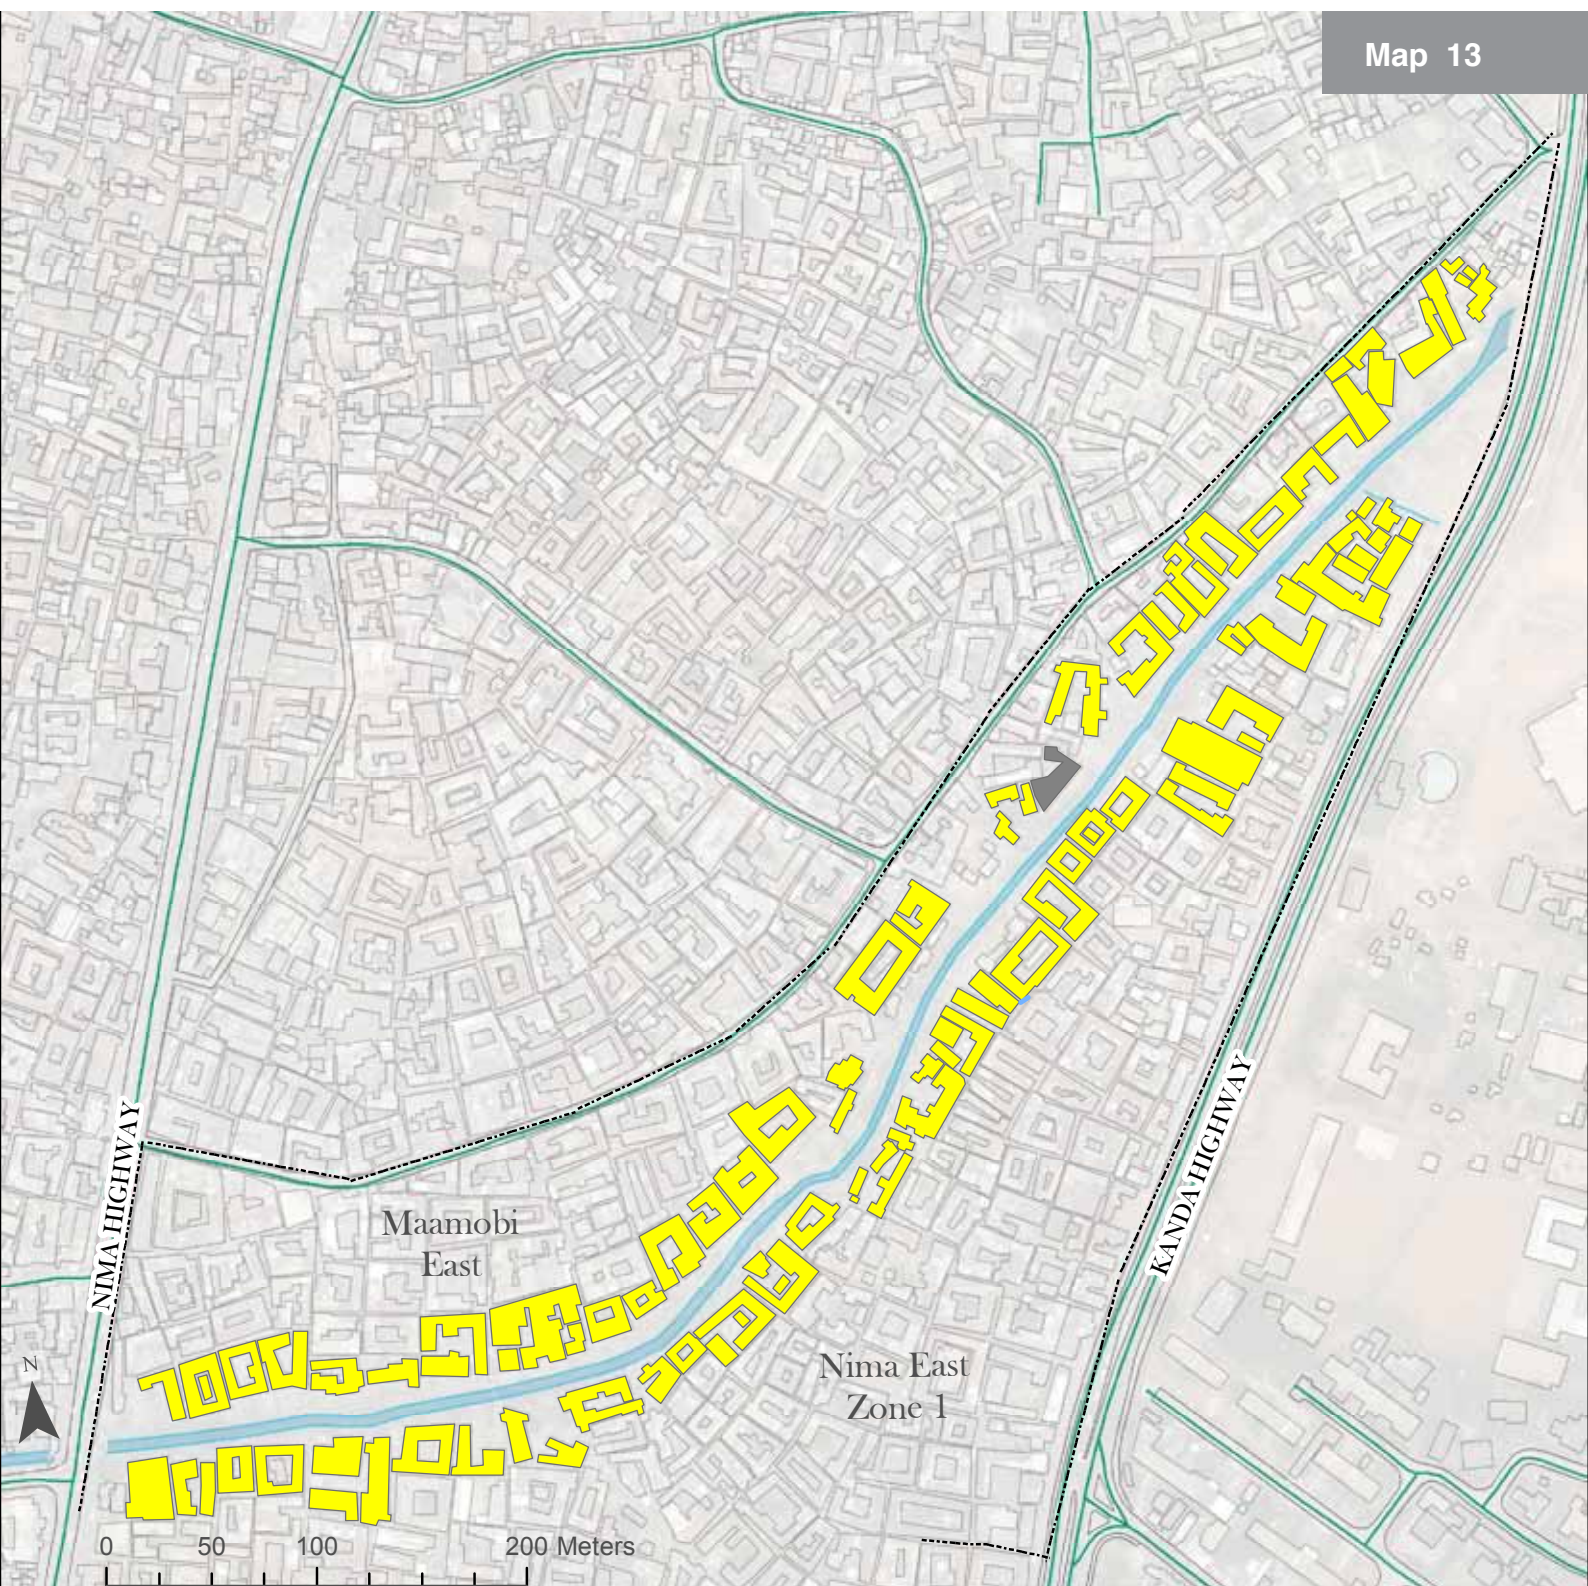 Map 13
NIMA HIGHWAY
KANDA HIGHWAY
Maamobi
East
Nima East
Zone 1
N
0 50 100 200 Meters